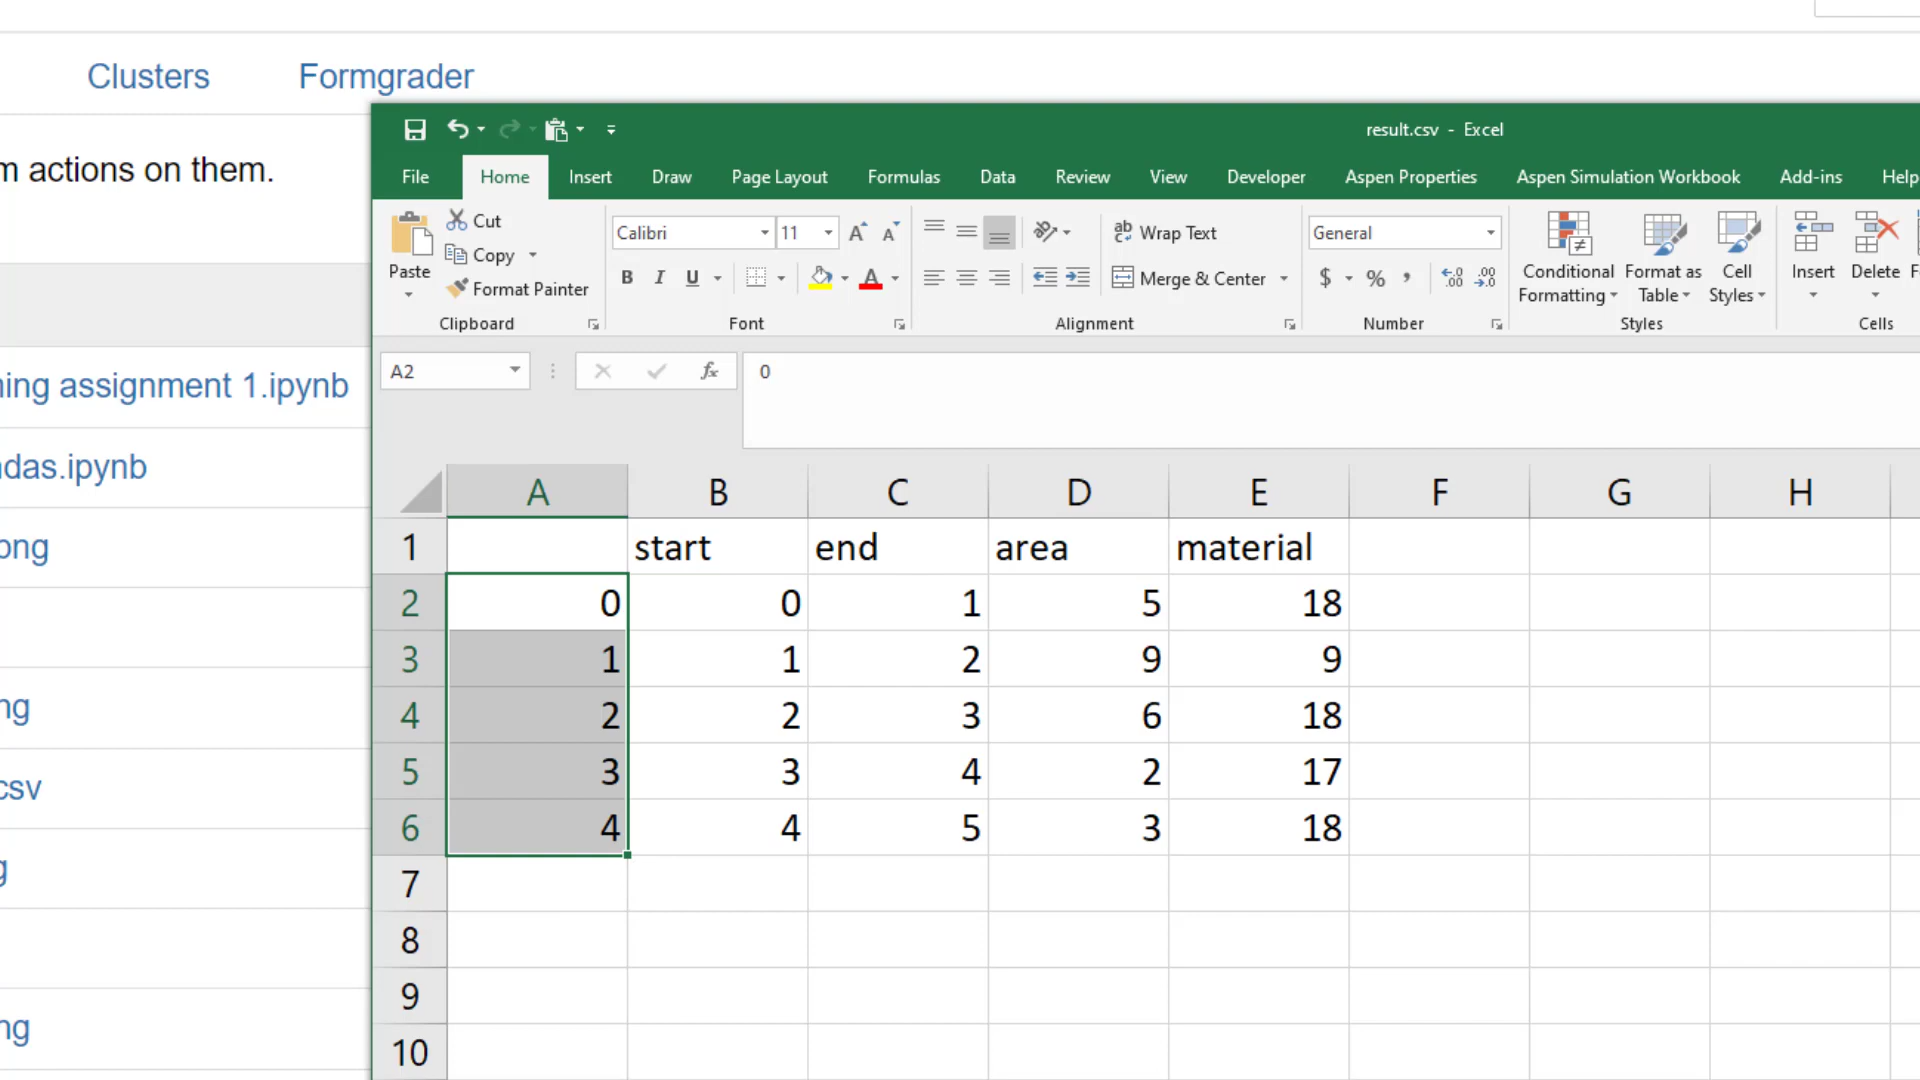 Clusters Formgrader
m actions on them.
ning assignment 1.ipynb
das.ipynb
png
ng
csv
g
ng
result.csv - Excel
File Home Insert Draw Page Layout Formulas Data Review View Developer Aspen Properties Aspen Simulation Workbook Add-ins Help
Paste
Cut
Copy
Format Painter
Clipboard
Calibri 11
B I U
Font
Wrap Text
Merge & Center
Alignment
General
$ % ,
Number
Conditional Formatting
Format as Table
Cell Styles
Styles
Insert Delete F
Cells
A2 fx 0
A B C D E F G H
1 start end area material
2 0 0 1 5 18
3 1 1 2 9 9
4 2 2 3 6 18
5 3 3 4 2 17
6 4 4 5 3 18
7
8
9
10